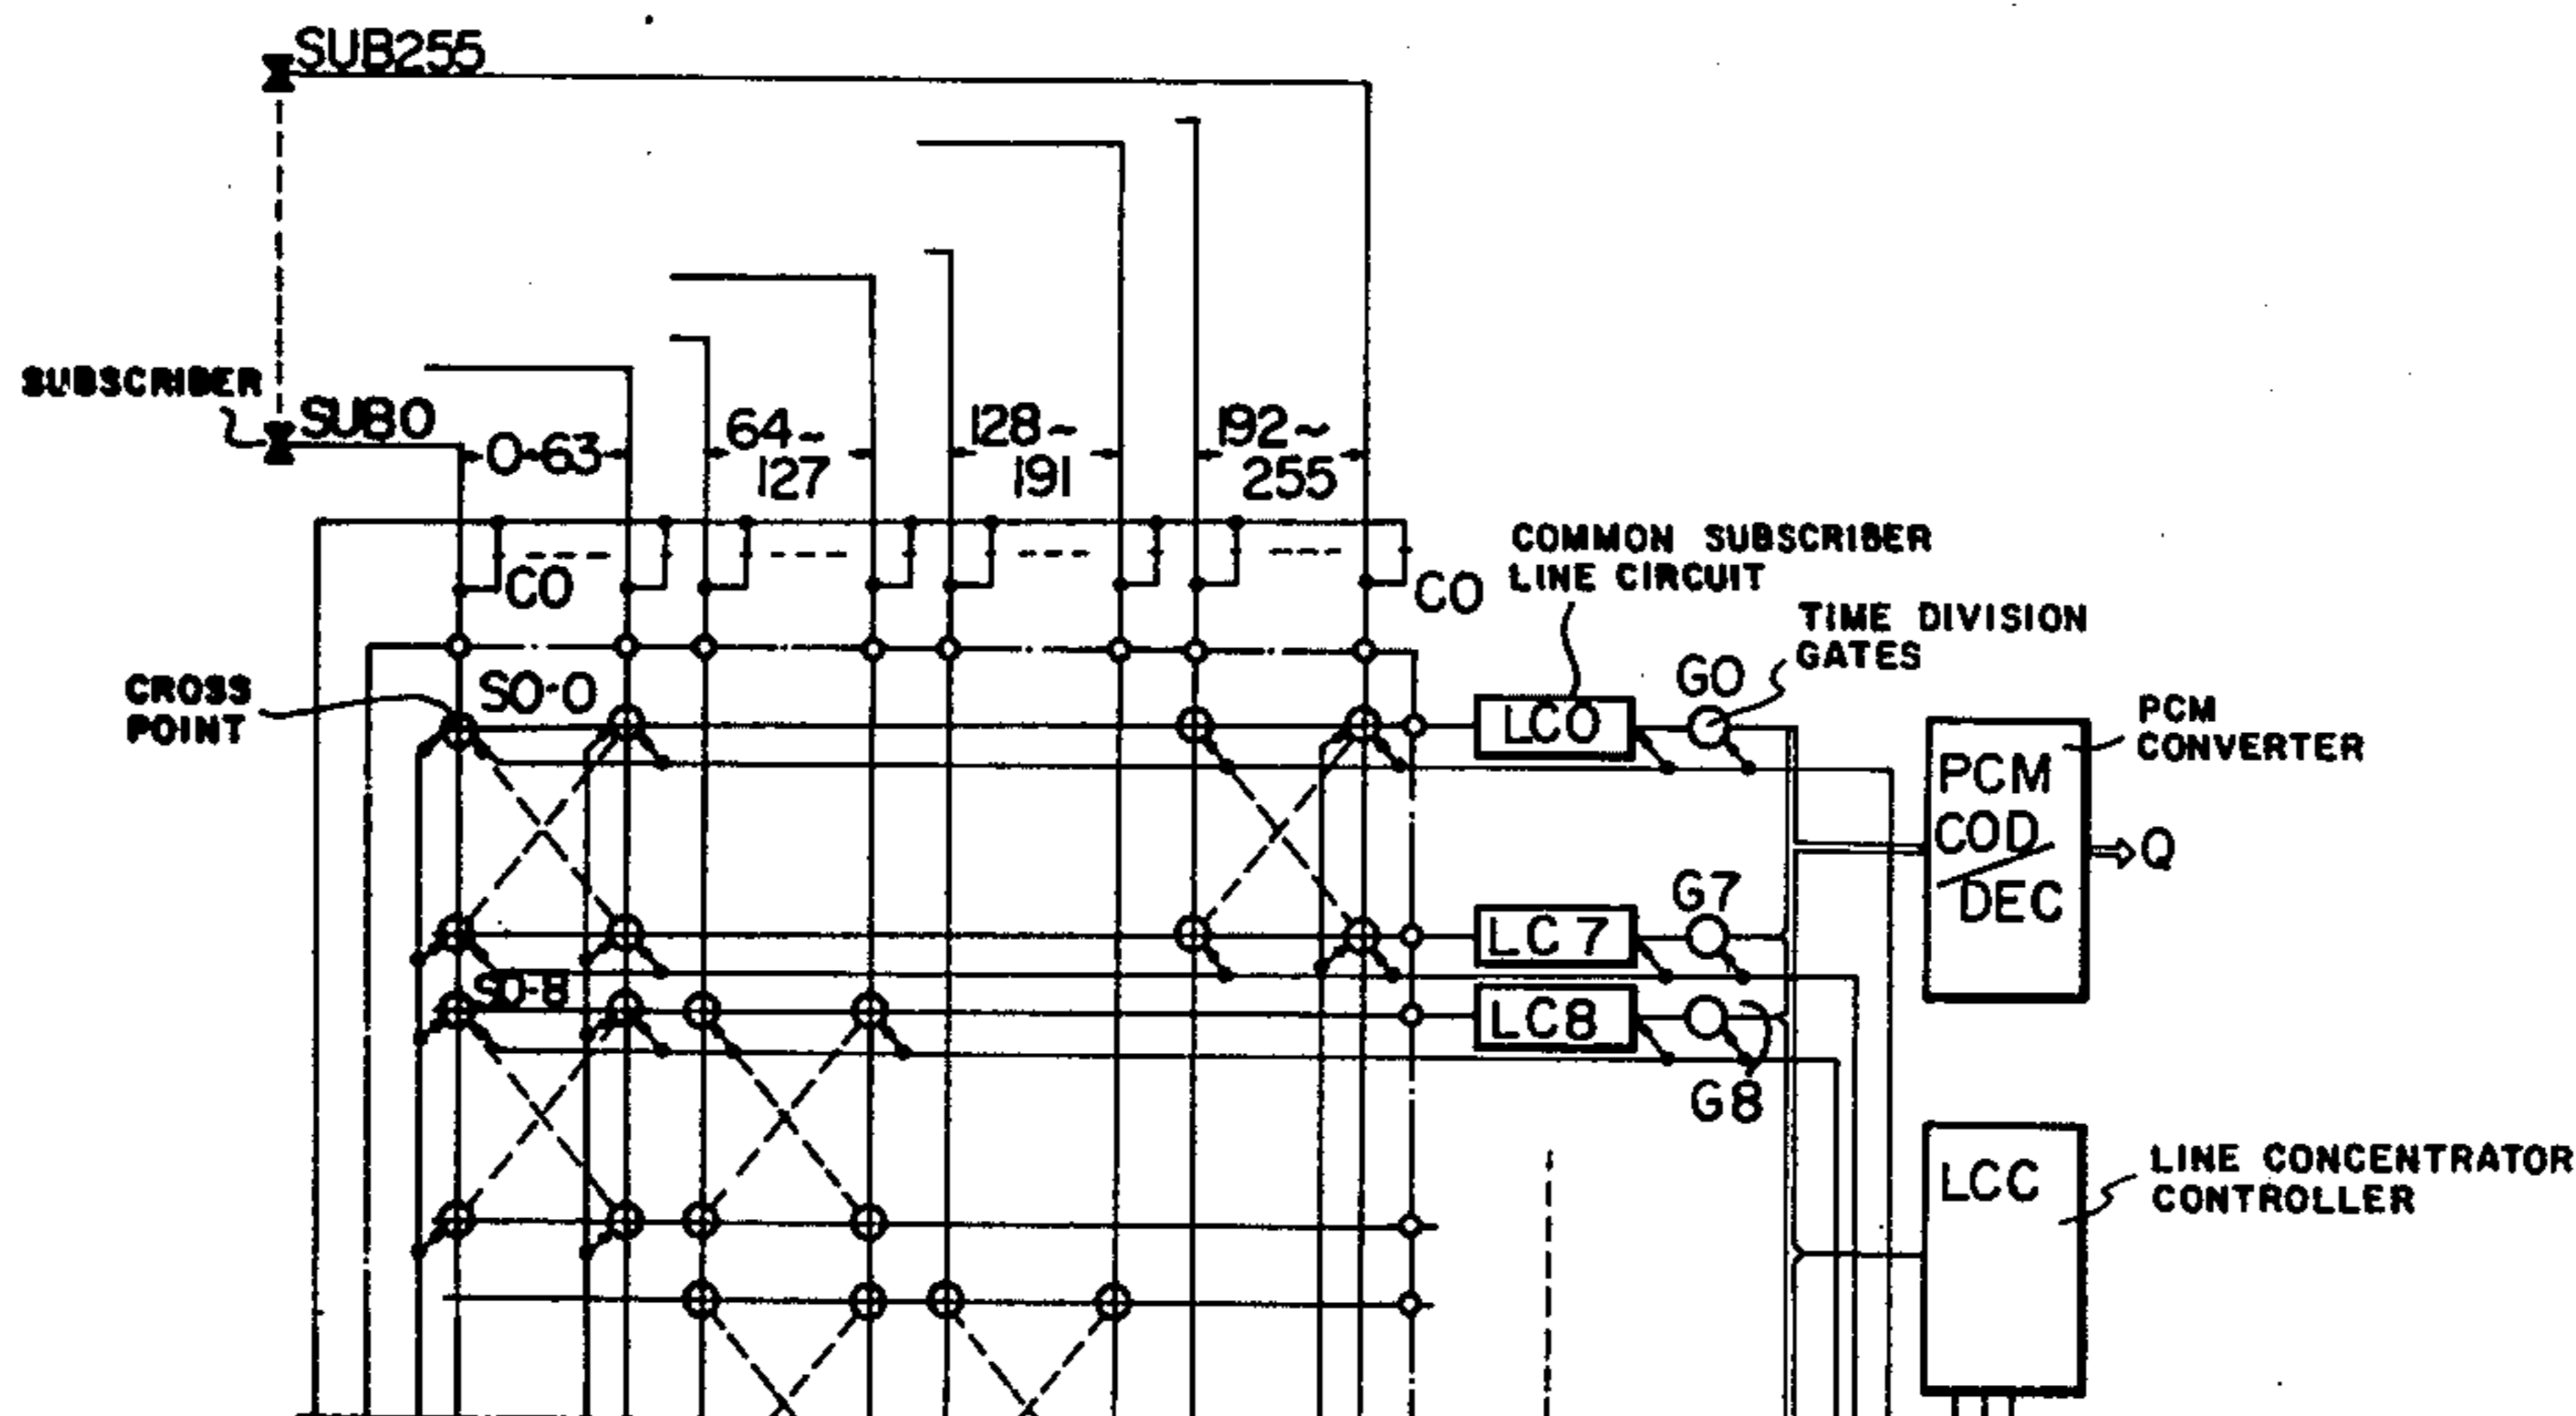 SUB255
SUBSCRIBER
SUB0
0-63
64~
127
128~
191
192~
255
C0
C0
COMMON SUBSCRIBER
LINE CIRCUIT
TIME DIVISION
GATES
CROSS
POINT
S0-0
LC0
G0
PCM
CONVERTER
PCM
COD
/DEC
Q
LC7
G7
S0-8
LC8
G8
LCC
LINE CONCENTRATOR
CONTROLLER